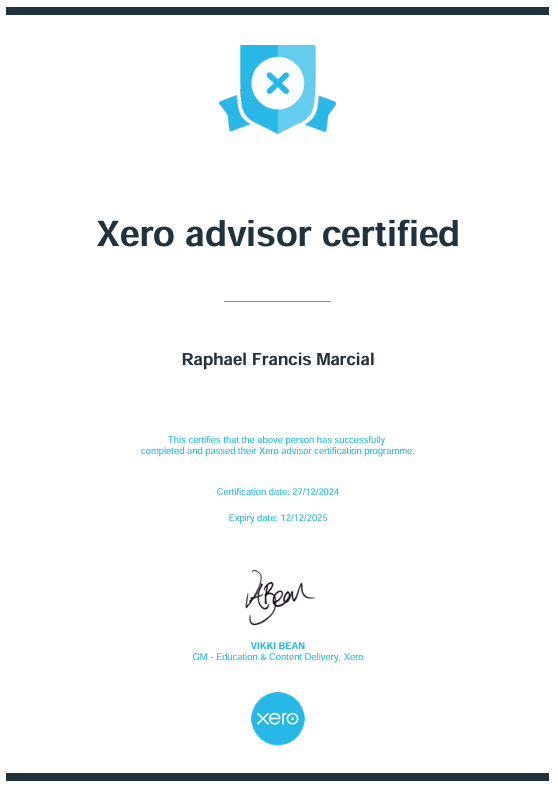 Xero advisor certified
Raphael Francis Marcial
This certifies that the above person has successfully
completed and passed their Xero advisor certification programme.
Certification date: 27/12/2024
Expiry date: 12/12/2025
VIKKI BEAN
GM - Education & Content Delivery, Xero
xero